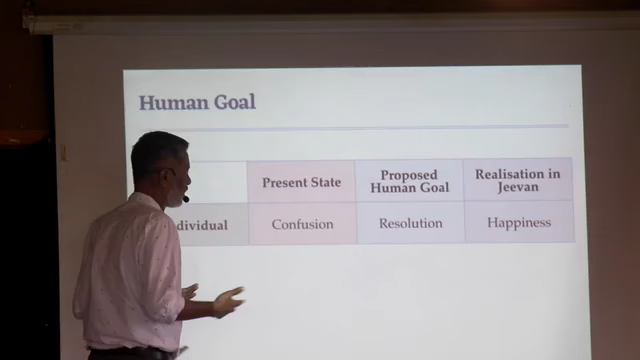 Human Goal
Present State
Proposed Human Goal
Realisation in Jeevan
dividual
Confusion
Resolution
Happiness